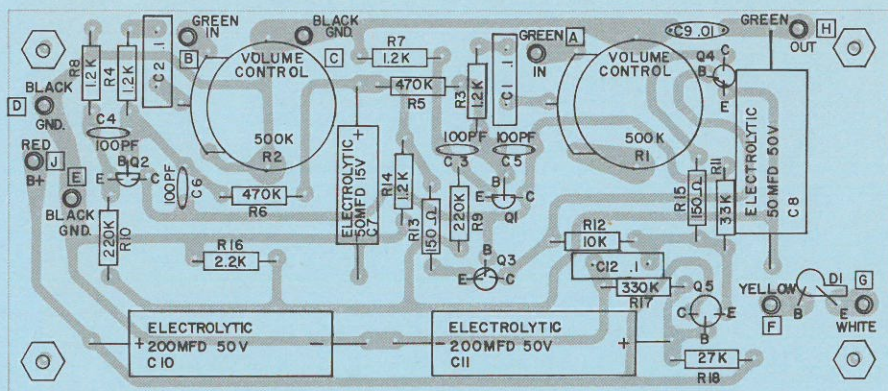 GREEN
IN
B
BLACK
GND.
C
R7
1.2K
GREEN
A
IN
C9 .01
GREEN
H
OUT
R8
1.2K
R4
1.2K
C2 .1
VOLUME
CONTROL
500K
R2
470K
R5
R3
1.2K
C1 .1
VOLUME
CONTROL
500K
R1
Q4
C
B
E
D
BLACK
GND.
C4
100PF
RED
J
B+
E
BLACK
GND.
B
Q2
E
C
100PF
C6
470K
R6
ELECTROLYTIC
50MFD 15V
C7
R14
1.2K
100PF
C3
100PF
C5
R13
150Ω
220K
R9
B
E
C
Q1
R15
150Ω
R11
33K
ELECTROLYTIC
50 MFD 50V
C8
220K
R10
R16
2.2K
Q3
B
E
C
R12
10K
C12 .1
330K
R17
Q5
C
E
B
YELLOW
F
B
D1
E
G
WHITE
+
ELECTROLYTIC
200MFD 50V
C10
-
-
ELECTROLYTIC
200MFD 50V
C11
+
27K
R18